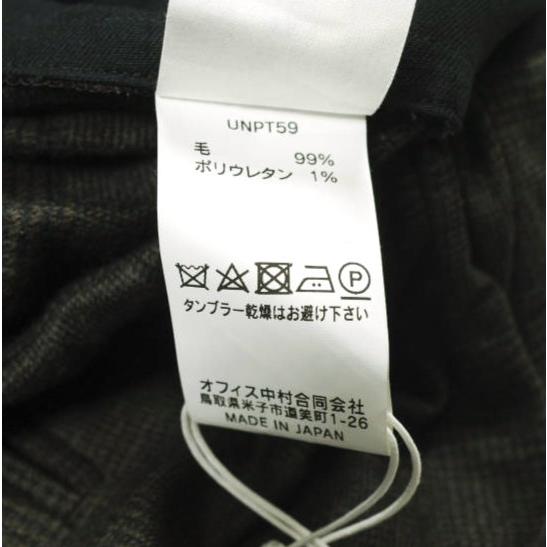 UNPT59
毛 99%
ポリウレタン 1%
P
タンブラー乾燥はお避け下さい
オフィス中村合同会社
鳥取県米子市道笑町1-26
MADE IN JAPAN